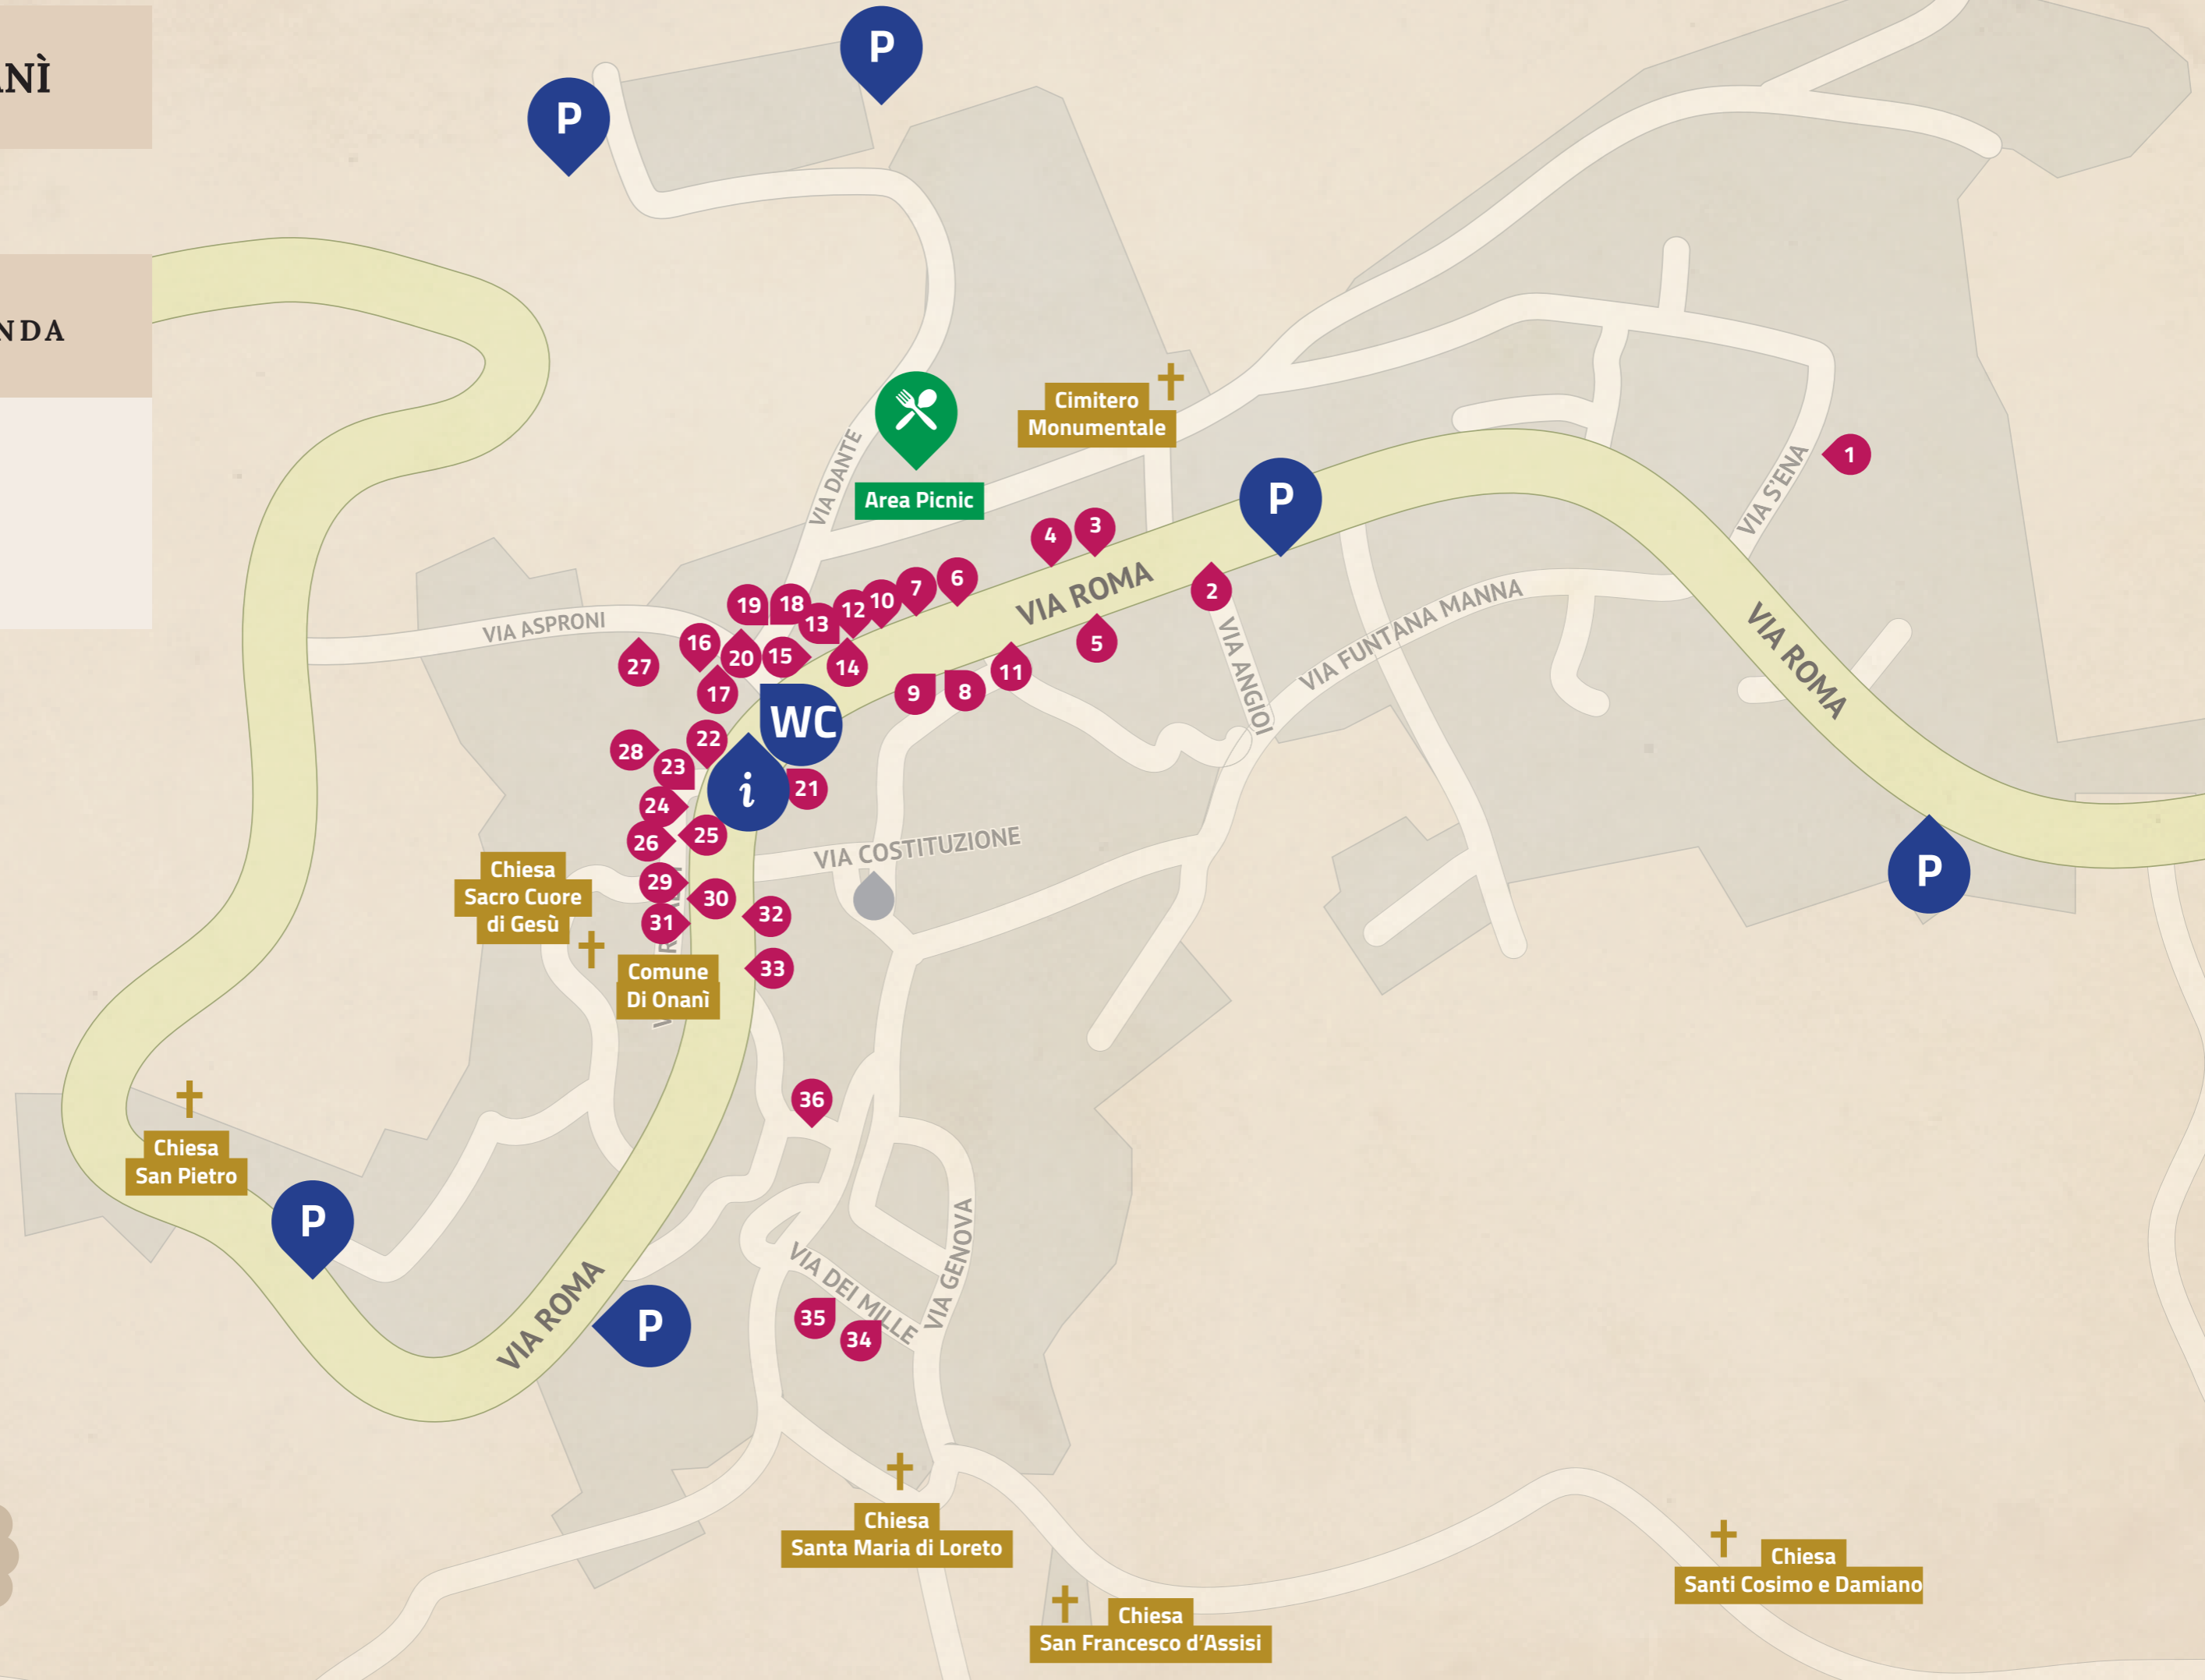 ANÌ
NDA
P
P
Cimitero
Monumentale
Area Picnic
VIA DANTE
P
1
VIA S'ENA
4
3
6
7
10
12
13
18
19
VIA ROMA
2
5
VIA ASPRONI
16
27
20
15
14
17
9
8
11
VIA ANGIOI
VIA FUNTANA MANNA
VIA ROMA
WC
22
28
23
i
21
24
26
25
VIA COSTITUZIONE
P
Chiesa
Sacro Cuore
di Gesù
29
30
31
32
33
Comune
Di Onanì
36
Chiesa
San Pietro
P
VIA ROMA
P
VIA DEI MILLE
VIA GENOVA
35
34
Chiesa
Santa Maria di Loreto
Chiesa
San Francesco d'Assisi
Chiesa
Santi Cosimo e Damiano